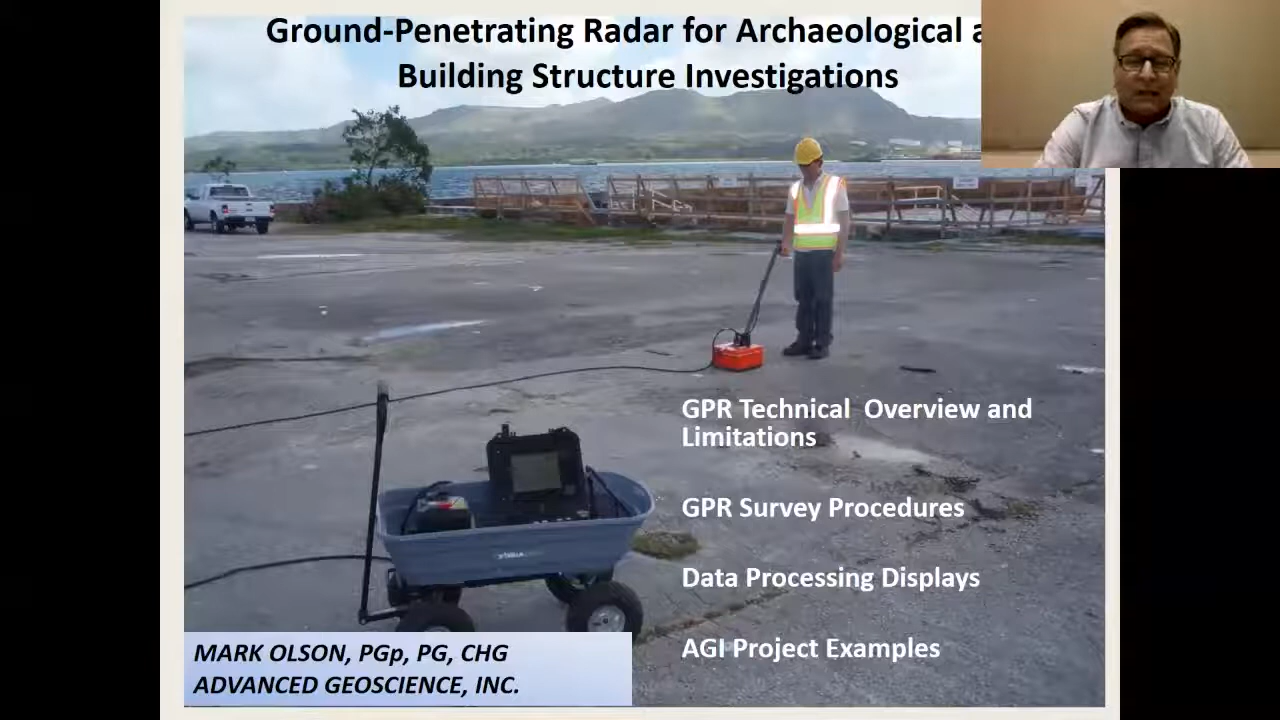 Ground-Penetrating Radar for Archaeological
Building Structure Investigations
GPR Technical Overview and
Limitations
GPR Survey Procedures
Data Processing Displays
AGI Project Examples
MARK OLSON, PGp, PG, CHG
ADVANCED GEOSCIENCE, INC.